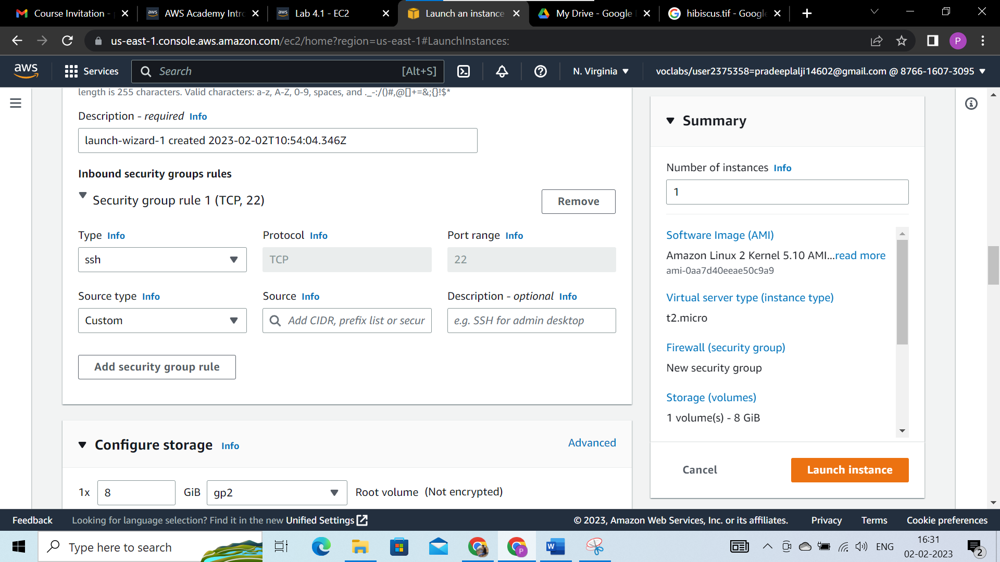 Course Invitation -
AWS Academy Intro
Lab 4.1 - EC2
Launch an instance
My Drive - Google
hibiscus.tif - Google
us-east-1.console.aws.amazon.com/ec2/home?region=us-east-1#LaunchInstances:
P
aws
Services
Search
[Alt+S]
N. Virginia
voclabs/user2375358=pradeeplalji14602@gmail.com @ 8766-1607-3095
length is 255 characters. Valid characters: a-z, A-Z, 0-9, spaces, and ._-:/()#,@[]+=&;{}!$*
Description - required Info
launch-wizard-1 created 2023-02-02T10:54:04.346Z
Inbound security groups rules
Security group rule 1 (TCP, 22)
Remove
Type Info
Protocol Info
Port range Info
ssh
TCP
22
Source type Info
Source Info
Description - optional Info
Custom
Add CIDR, prefix list or secur
e.g. SSH for admin desktop
Add security group rule
Configure storage Info
Advanced
1x
8
GiB
gp2
Root volume (Not encrypted)
Summary
Number of instances Info
1
Software Image (AMI)
Amazon Linux 2 Kernel 5.10 AMI...read more
ami-0aa7d40eeae50c9a9
Virtual server type (instance type)
t2.micro
Firewall (security group)
New security group
Storage (volumes)
1 volume(s) - 8 GiB
Cancel
Launch instance
Feedback
Looking for language selection? Find it in the new Unified Settings
© 2023, Amazon Web Services, Inc. or its affiliates.
Privacy
Terms
Cookie preferences
Type here to search
ENG
16:31
02-02-2023
2